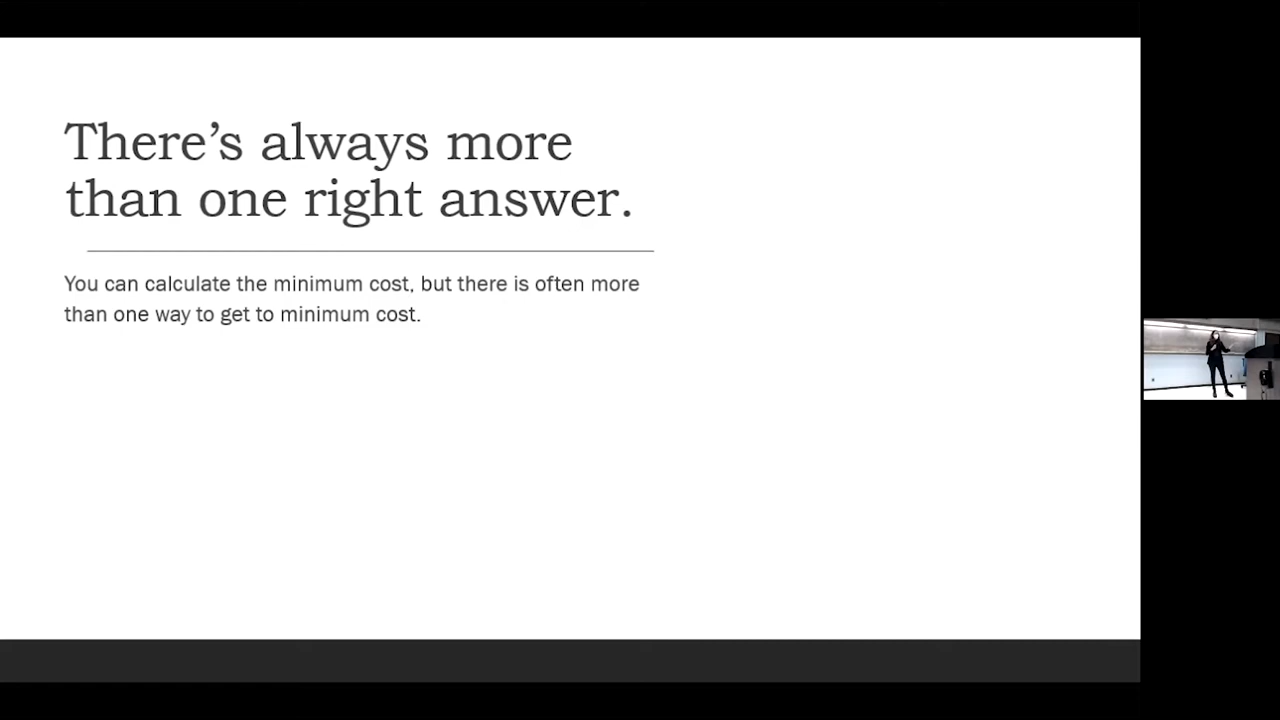 There’s always more
than one right answer.
You can calculate the minimum cost, but there is often more
than one way to get to minimum cost.